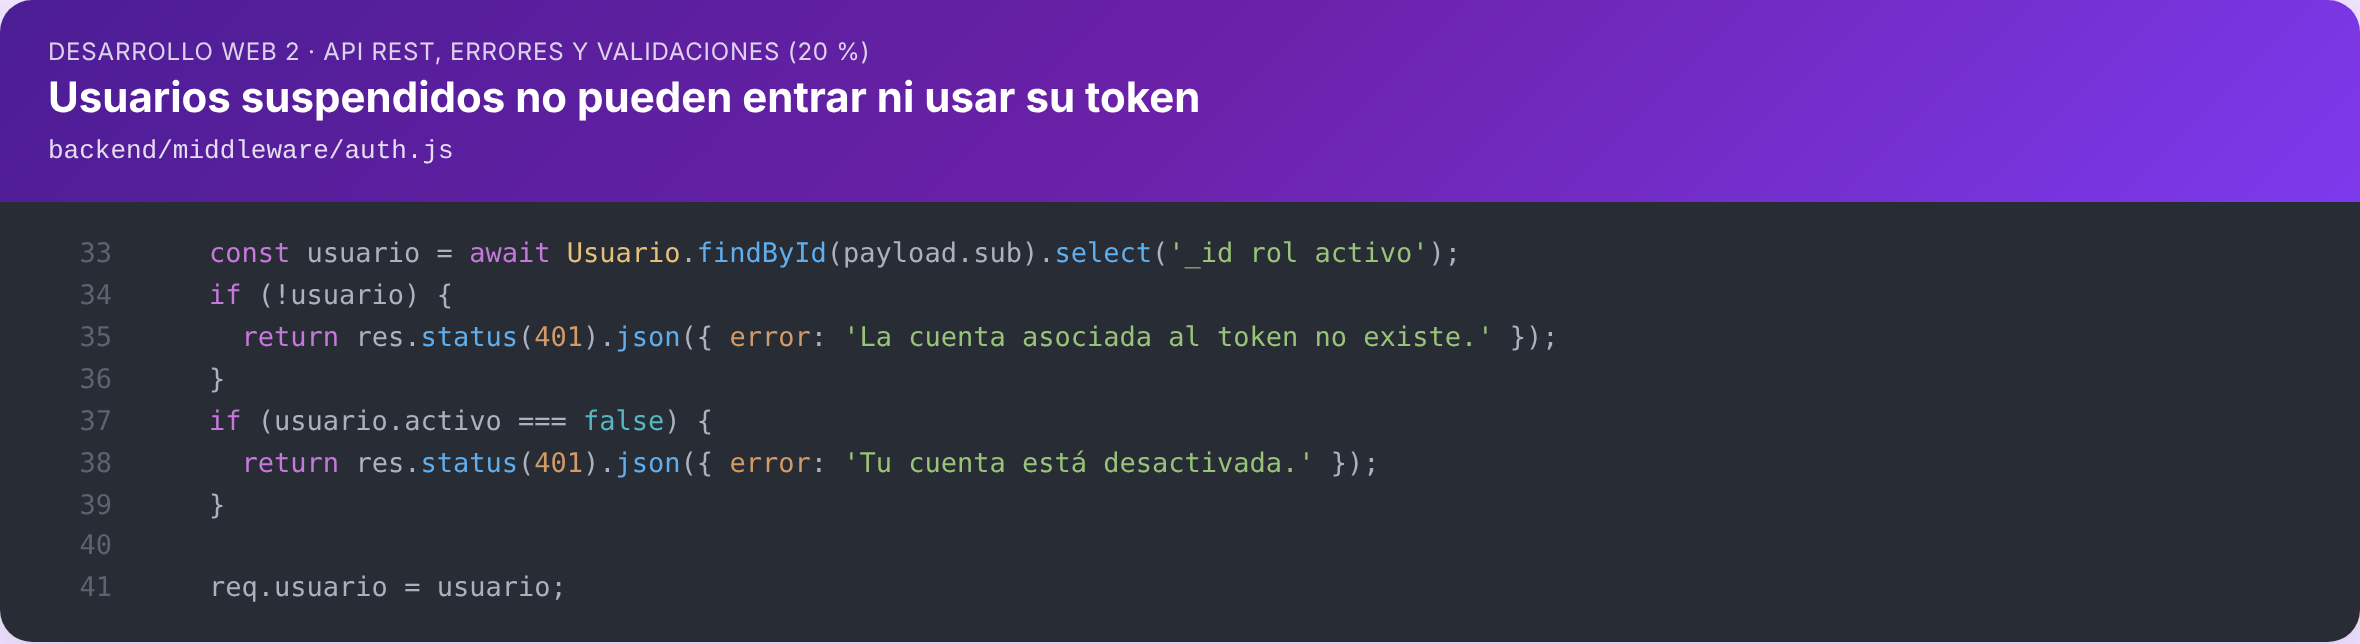 DESARROLLO WEB 2 · API REST, ERRORES Y VALIDACIONES (20 %)
Usuarios suspendidos no pueden entrar ni usar su token
backend/middleware/auth.js
33 const usuario = await Usuario.findById(payload.sub).select('_id rol activo');
34 if (!usuario) {
35 return res.status(401).json({ error: 'La cuenta asociada al token no existe.' });
36 }
37 if (usuario.activo === false) {
38 return res.status(401).json({ error: 'Tu cuenta está desactivada.' });
39 }
40
41 req.usuario = usuario;